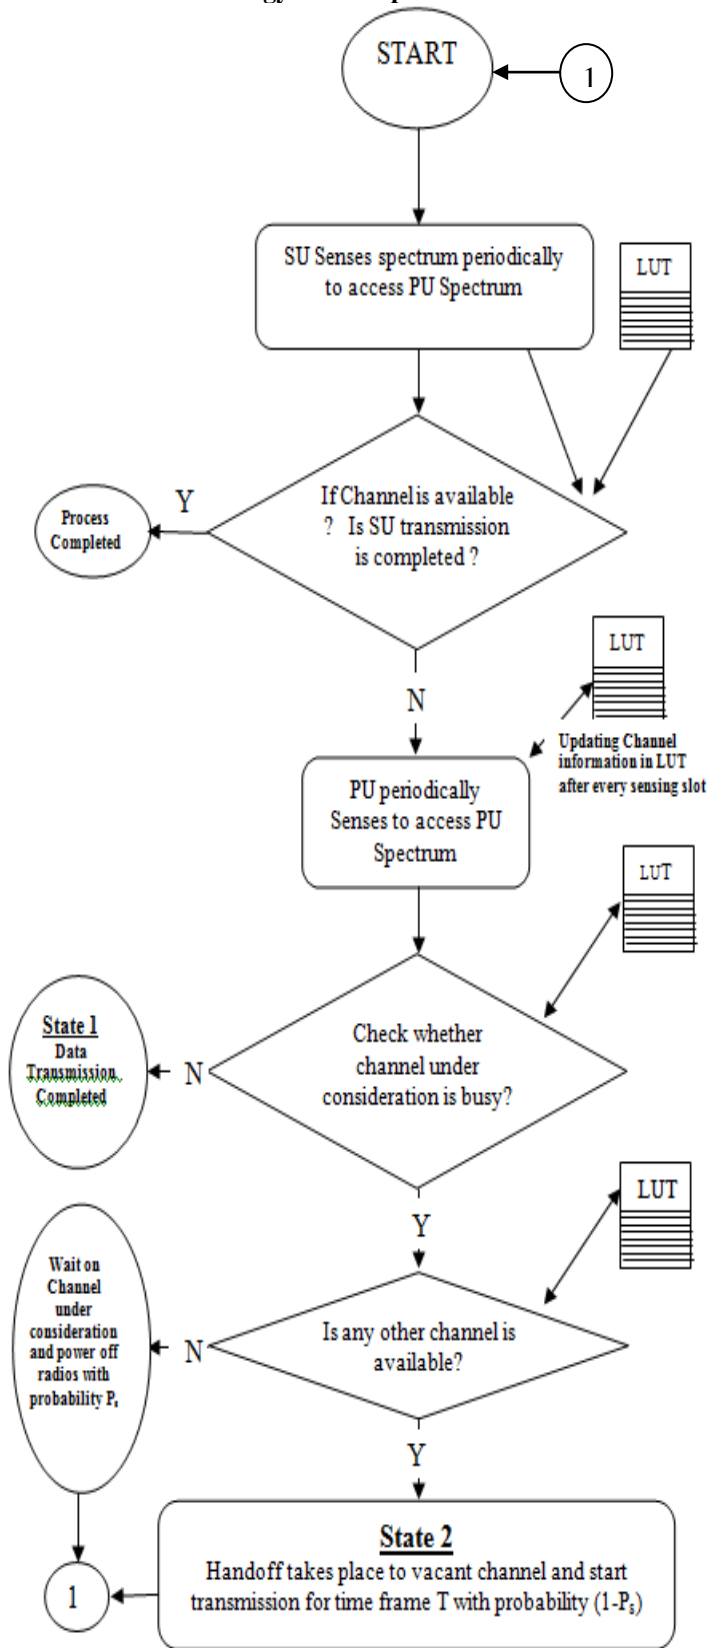 START
1
SU Senses spectrum periodically
to access PU Spectrum
LUT
If Channel is available
? Is SU transmission
is completed ?
Y
Process
Completed
N
LUT
Updating Channel
information in LUT
after every sensing slot
PU periodically
Senses to access PU
Spectrum
LUT
Check whether
channel under
consideration is busy?
N
State 1
Data
Transmission
Completed
Y
LUT
Is any other channel is
available?
N
Wait on
Channel
under
consideration
and power off
radios with
probability Ps
Y
State 2
Handoff takes place to vacant channel and start
transmission for time frame T with probability (1-Ps)
1